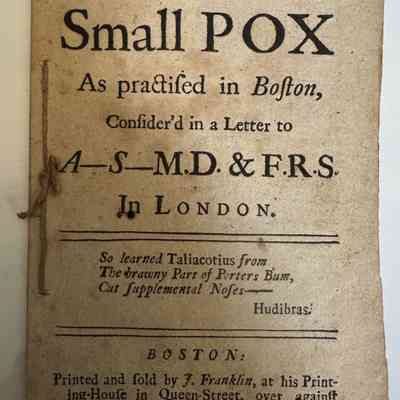 Small POX
As practiſed in Boſton,
Conſider'd in a Letter to
A—S—M.D. & F.R.S.
In LONDON.
So learned Taliacotius from
The brawny Part of Porters Bum,
Cut ſupplemental Noſes——
Hudibras.
BOSTON:
Printed and ſold by J. Franklin, at his Print-
ing-Houſe in Queen-Street, over againſt